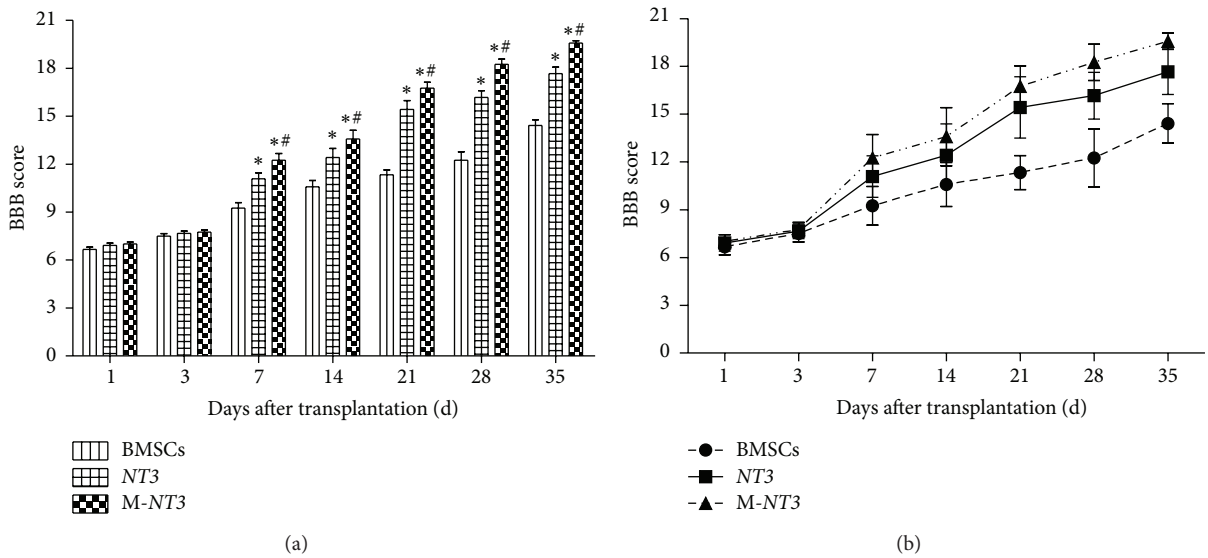 21
18
15
12
9
6
3
0
BBB score
*
*#
*
*#
*
*#
*
*#
*
*#
1 3 7 14 21 28 35
Days after transplantation (d)
BMSCs
NT3
M-NT3
(a)
21
18
15
12
9
6
3
0
BBB score
1 3 7 14 21 28 35
Days after transplantation (d)
BMSCs
NT3
M-NT3
(b)